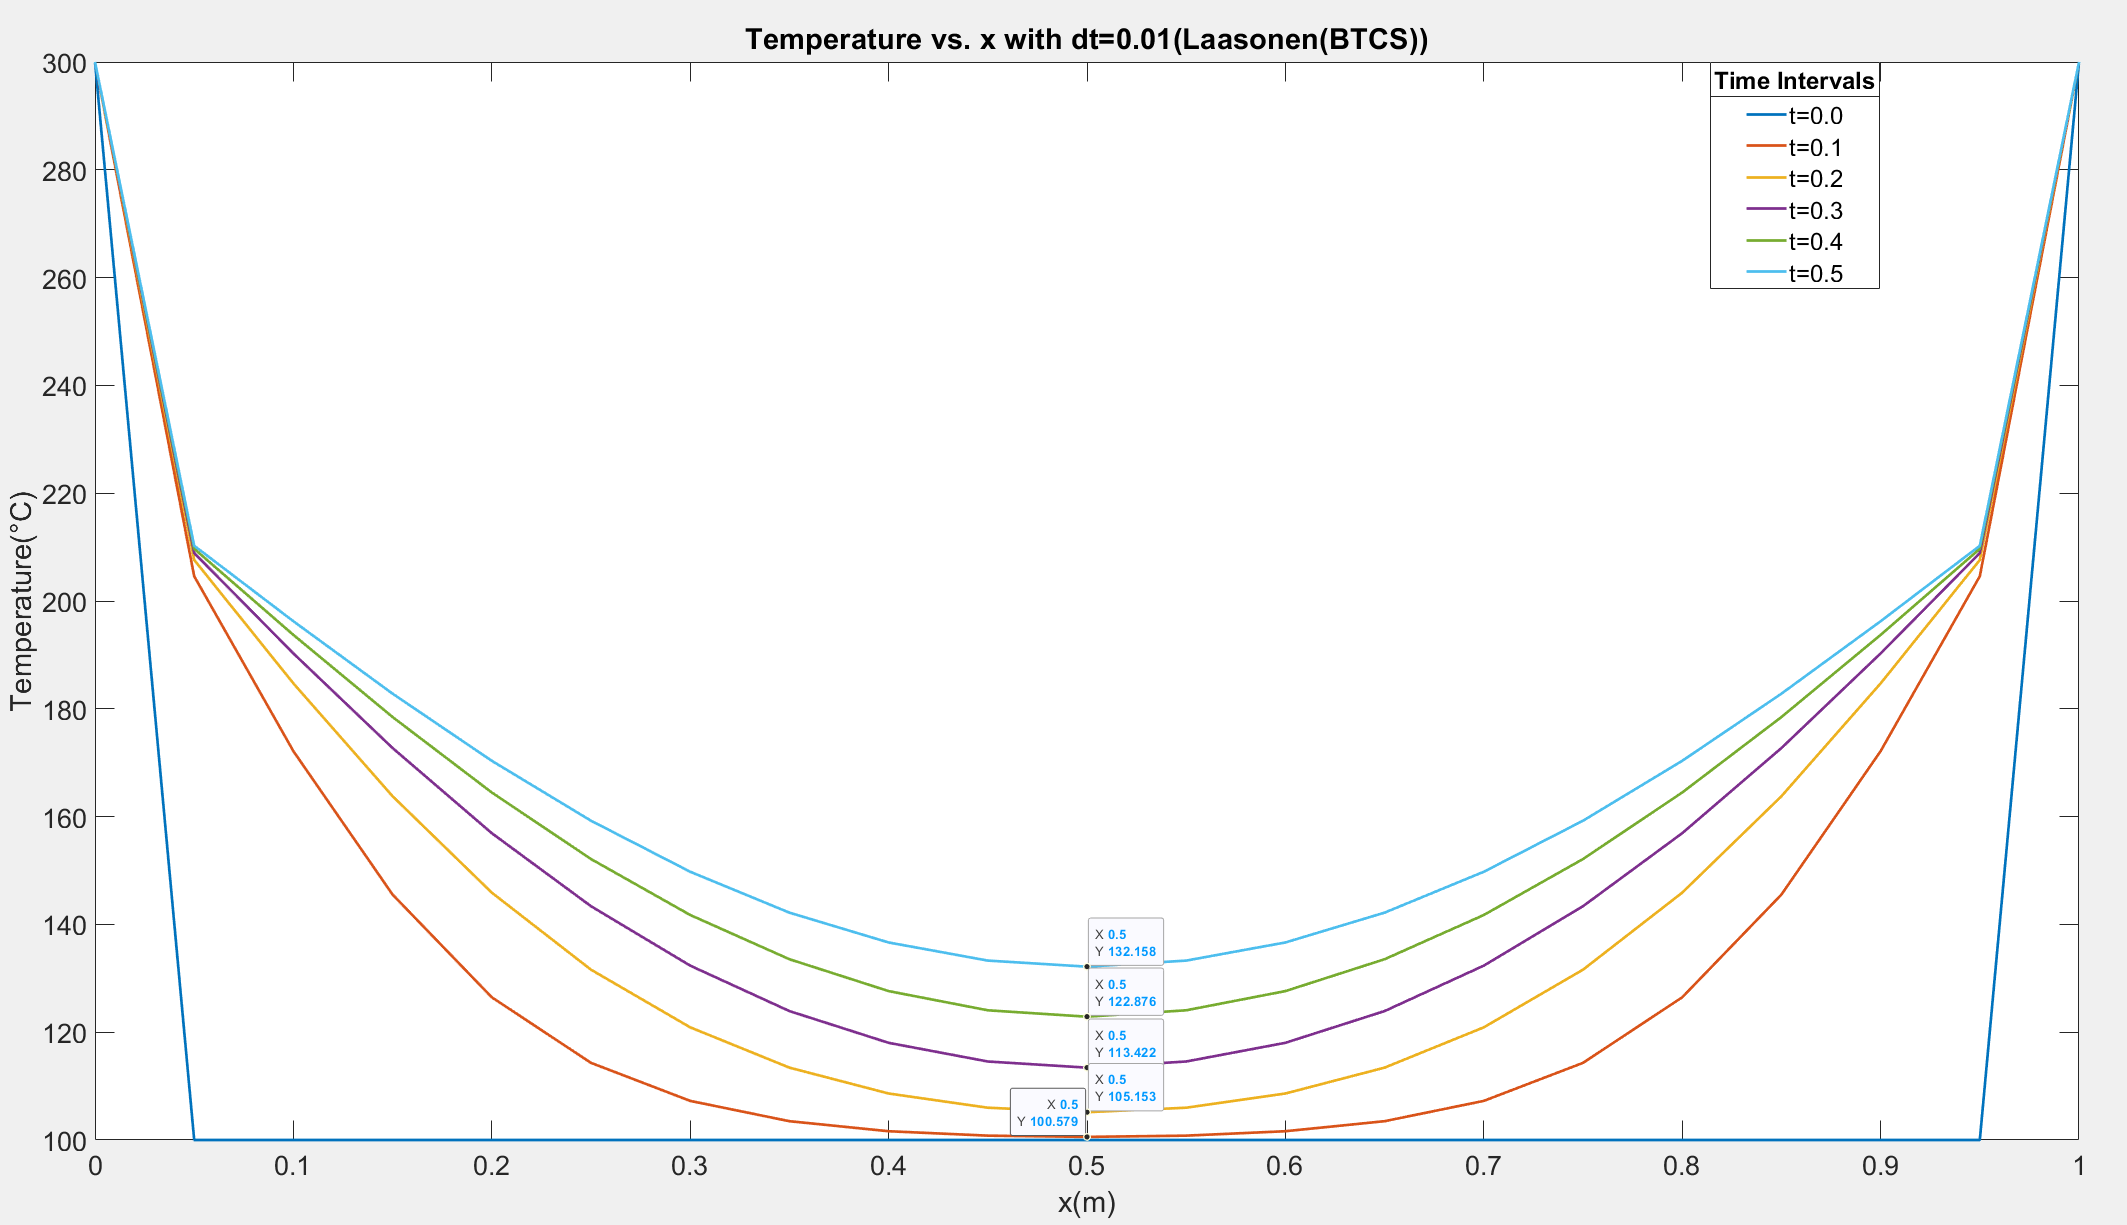 Temperature vs. x with dt=0.01(Laasonen(BTCS))
Time Intervals
t=0.0
t=0.1
t=0.2
t=0.3
t=0.4
t=0.5
Temperature(°C)
300
280
260
240
220
200
180
160
140
120
100
X 0.5
Y 132.158
X 0.5
Y 122.876
X 0.5
Y 113.422
X 0.5
Y 105.153
X 0.5
Y 100.579
0 0.1 0.2 0.3 0.4 0.5 0.6 0.7 0.8 0.9 1
x(m)